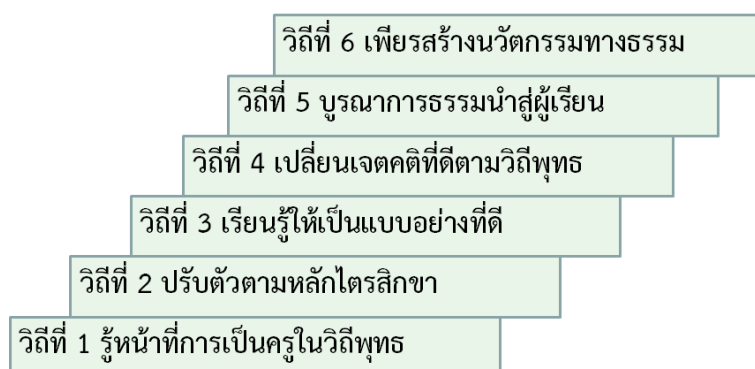 วิถีที่ 6 เพียรสร้างนวัตกรรมทางธรรม
วิถีที่ 5 บูรณาการธรรมนำสู่ผู้เรียน
วิถีที่ 4 เปลี่ยนเจตคติที่ดีตามวิถีพุทธ
วิถีที่ 3 เรียนรู้ให้เป็นแบบอย่างที่ดี
วิถีที่ 2 ปรับตัวตามหลักไตรสิกขา
วิถีที่ 1 รู้หน้าที่การเป็นครูในวิถีพุทธ